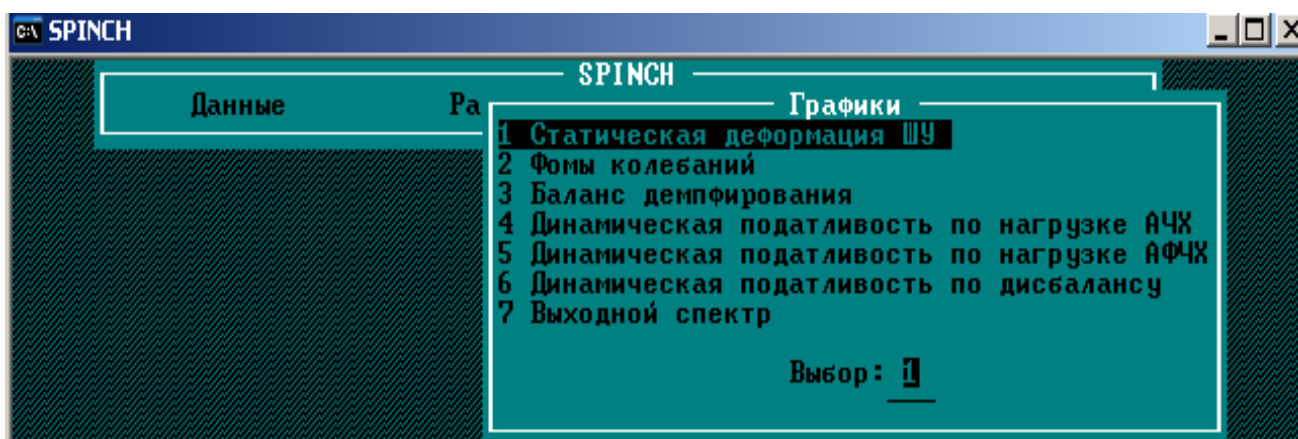 SPINCH
SPINCH
Данные Ра
Графики
1 Статическая деформация ШУ
2 Фомы колебаний
3 Баланс демпфирования
4 Динамическая податливость по нагрузке АЧХ
5 Динамическая податливость по нагрузке АФЧХ
6 Динамическая податливость по дисбалансу
7 Выходной спектр
Выбор: 1